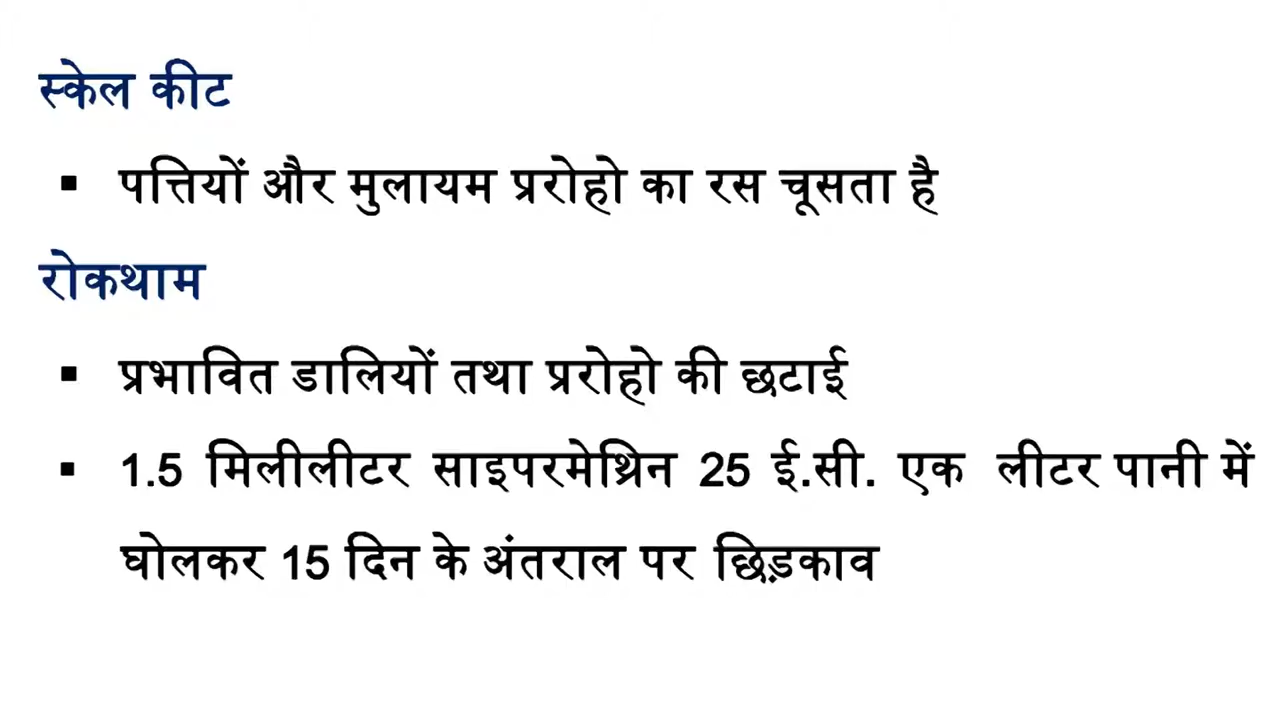 स्केल कीट
▪ पत्तियों और मुलायम प्ररोहो का रस चूसता है
रोकथाम
▪ प्रभावित डालियों तथा प्ररोहो की छटाई
▪ 1.5 मिलीलीटर साइपरमेथ्रिन 25 ई.सी. एक लीटर पानी में
घोलकर 15 दिन के अंतराल पर छिड़काव